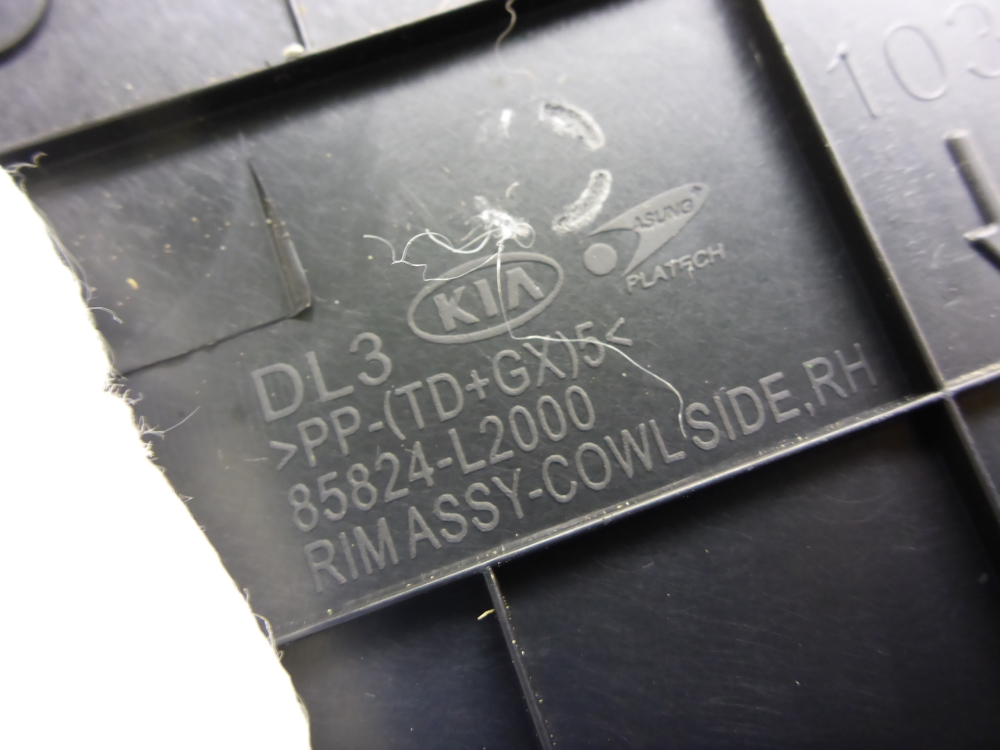 103
ASUNG
PLATECH
KIA
DL3
>PP-(TD+GX)5<
85824-L2000
RIM ASSY-COWL SIDE,RH